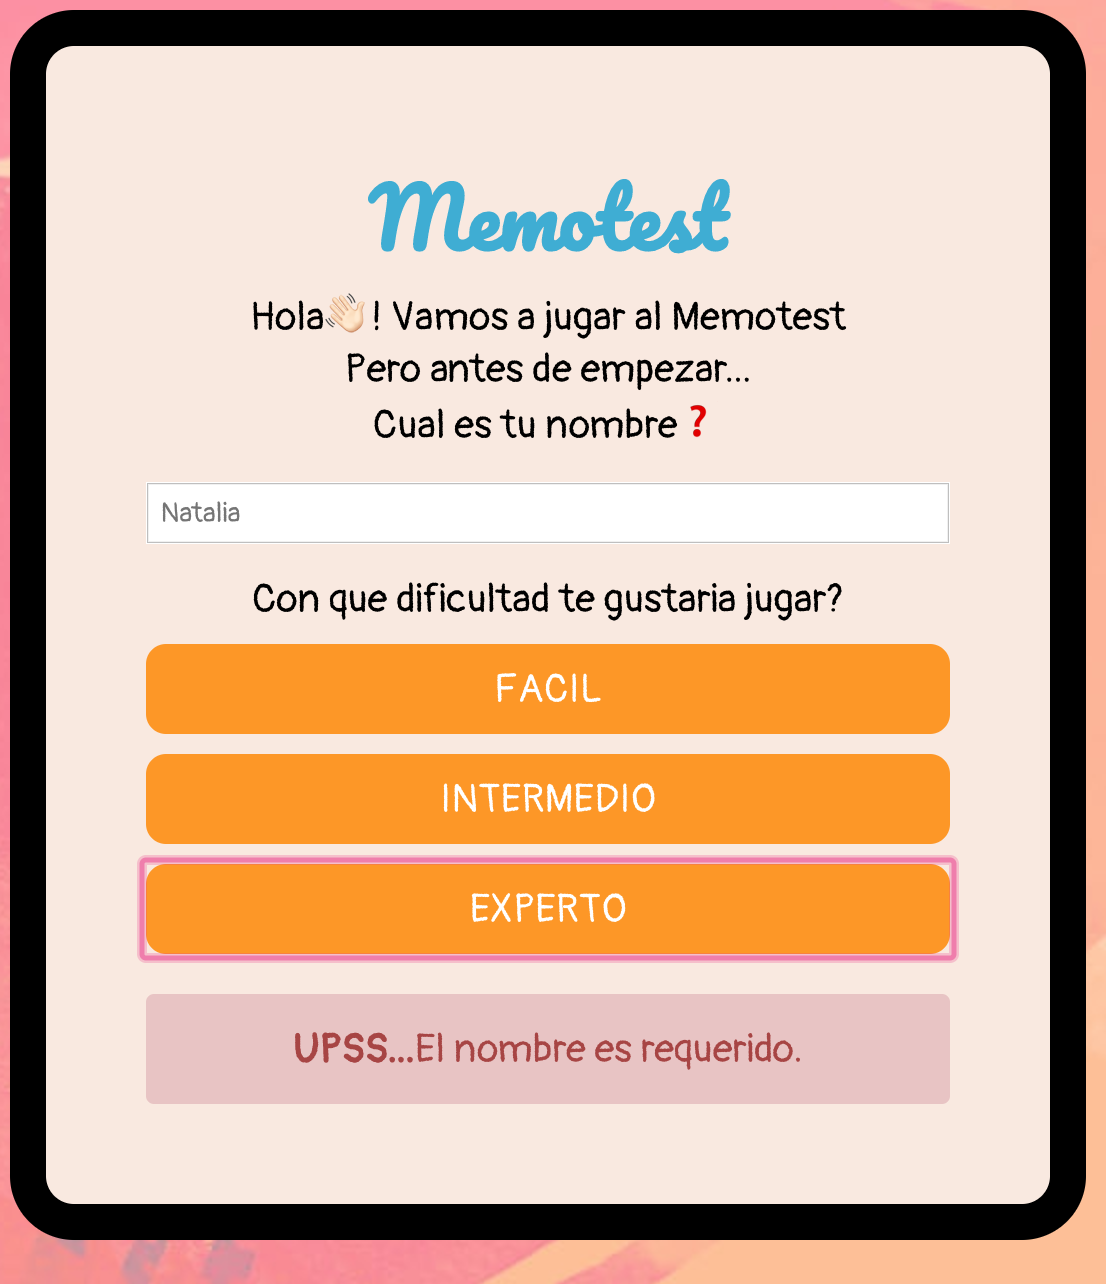 Memotest
Hola👋🏻! Vamos a jugar al Memotest
Pero antes de empezar...
Cual es tu nombre ❓
Natalia
Con que dificultad te gustaria jugar?
FACIL
INTERMEDIO
EXPERTO
UPSS...El nombre es requerido.